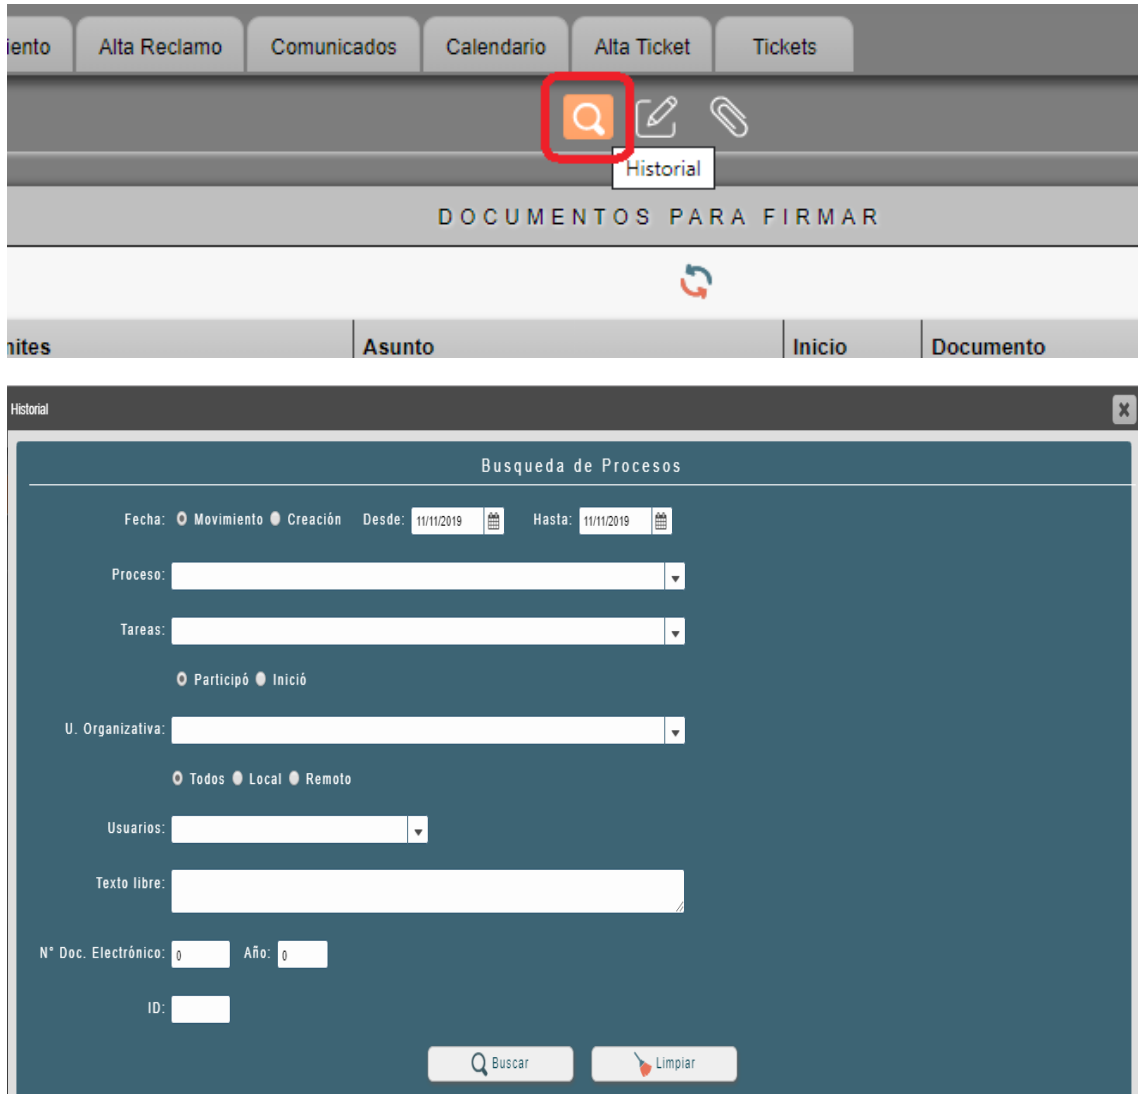 iento Alta Reclamo Comunicados Calendario Alta Ticket Tickets
Historial
DOCUMENTOS PARA FIRMAR
Asunto Inicio Documento
Historial
Busqueda de Procesos
Fecha: Movimiento Creación Desde: 11/11/2019 Hasta: 11/11/2019
Proceso:
Tareas:
Participó Inició
U. Organizativa:
Todos Local Remoto
Usuarios:
Texto libre:
N° Doc. Electrónico: 0 Año: 0
ID:
Buscar Limpiar